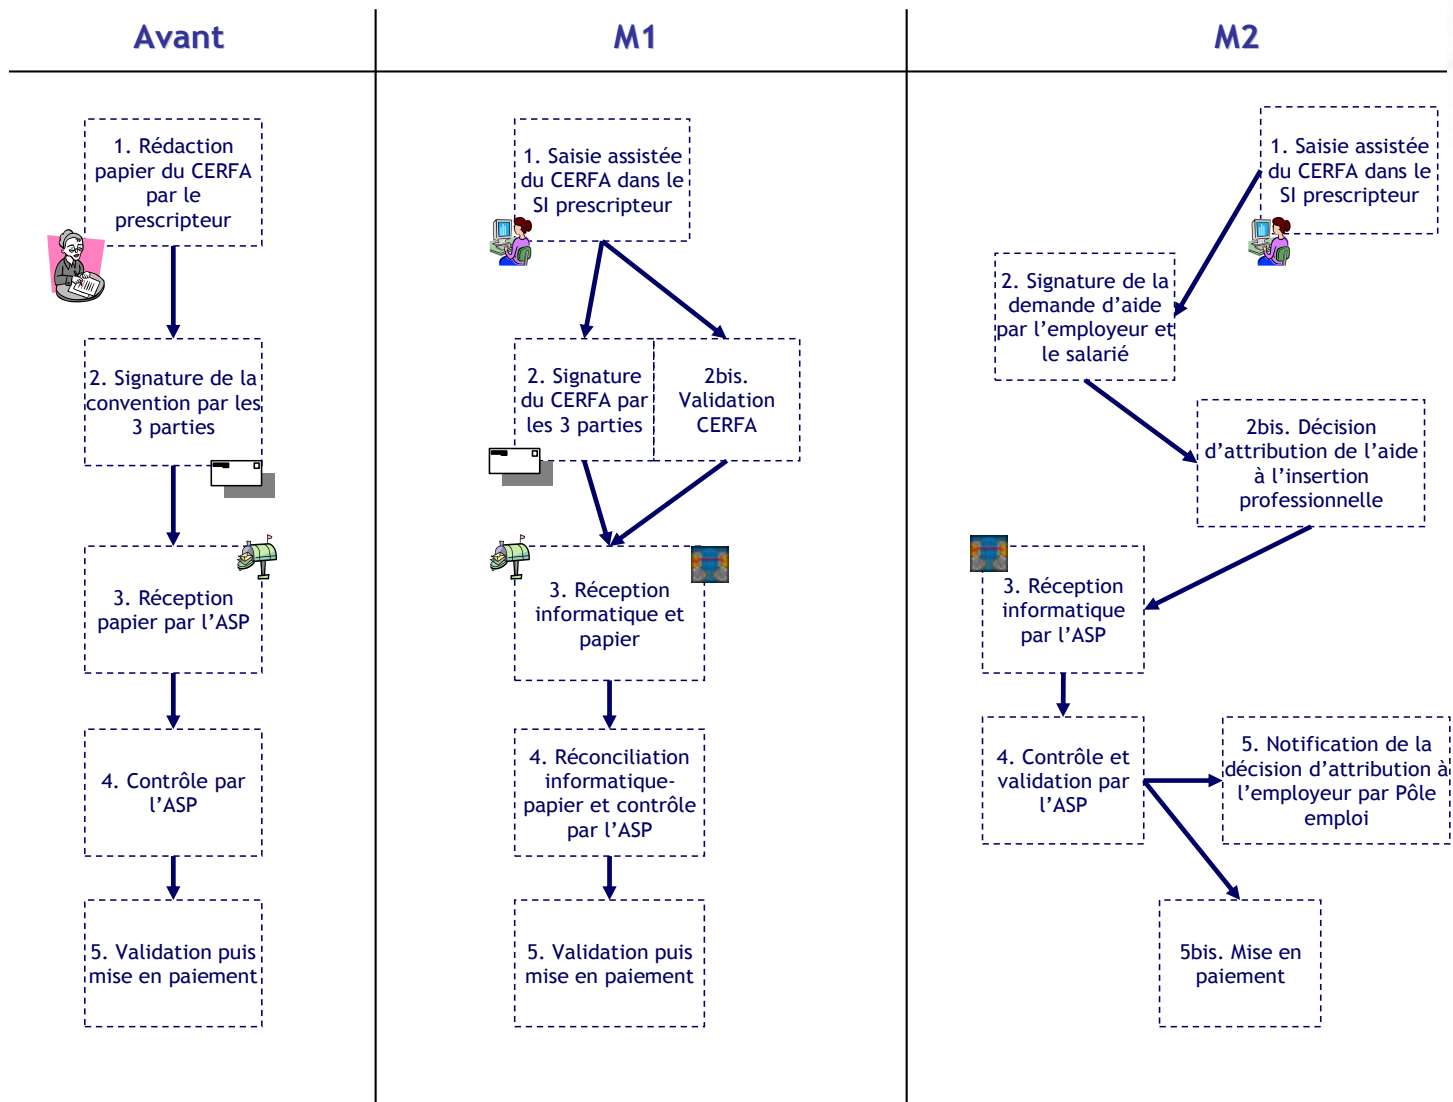 Avant
M1
M2
1. Rédaction
papier du CERFA
par le
prescripteur
2. Signature de la
convention par les
3 parties
3. Réception
papier par l’ASP
4. Contrôle par
l’ASP
5. Validation puis
mise en paiement
1. Saisie assistée
du CERFA dans le
SI prescripteur
2. Signature
du CERFA par
les 3 parties
2bis.
Validation
CERFA
3. Réception
informatique et
papier
4. Réconciliation
informatique-
papier et contrôle
par l’ASP
5. Validation puis
mise en paiement
1. Saisie assistée
du CERFA dans le
SI prescripteur
2. Signature de la
demande d’aide
par l’employeur et
le salarié
2bis. Décision
d’attribution de l’aide
à l’insertion
professionnelle
3. Réception
informatique
par l’ASP
4. Contrôle et
validation par
l’ASP
5. Notification de la
décision d’attribution à
l’employeur par Pôle
emploi
5bis. Mise en
paiement